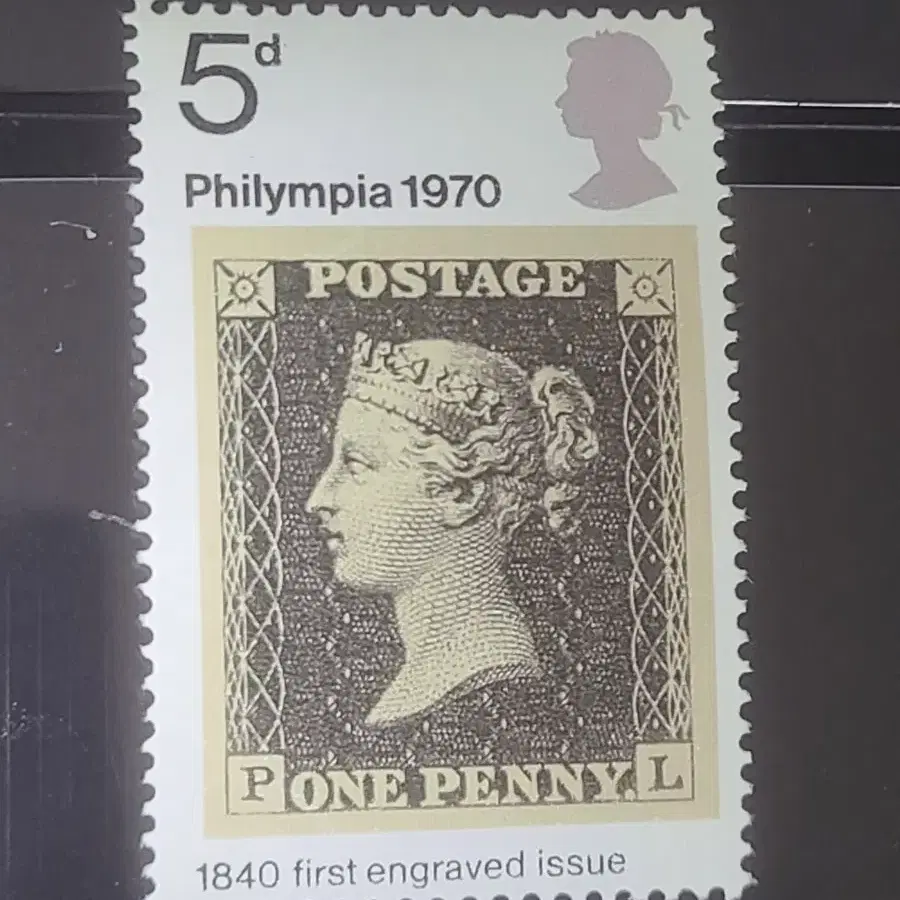 5d
Philympia 1970
POSTAGE
P ONE PENNY. L
1840 first engraved issue